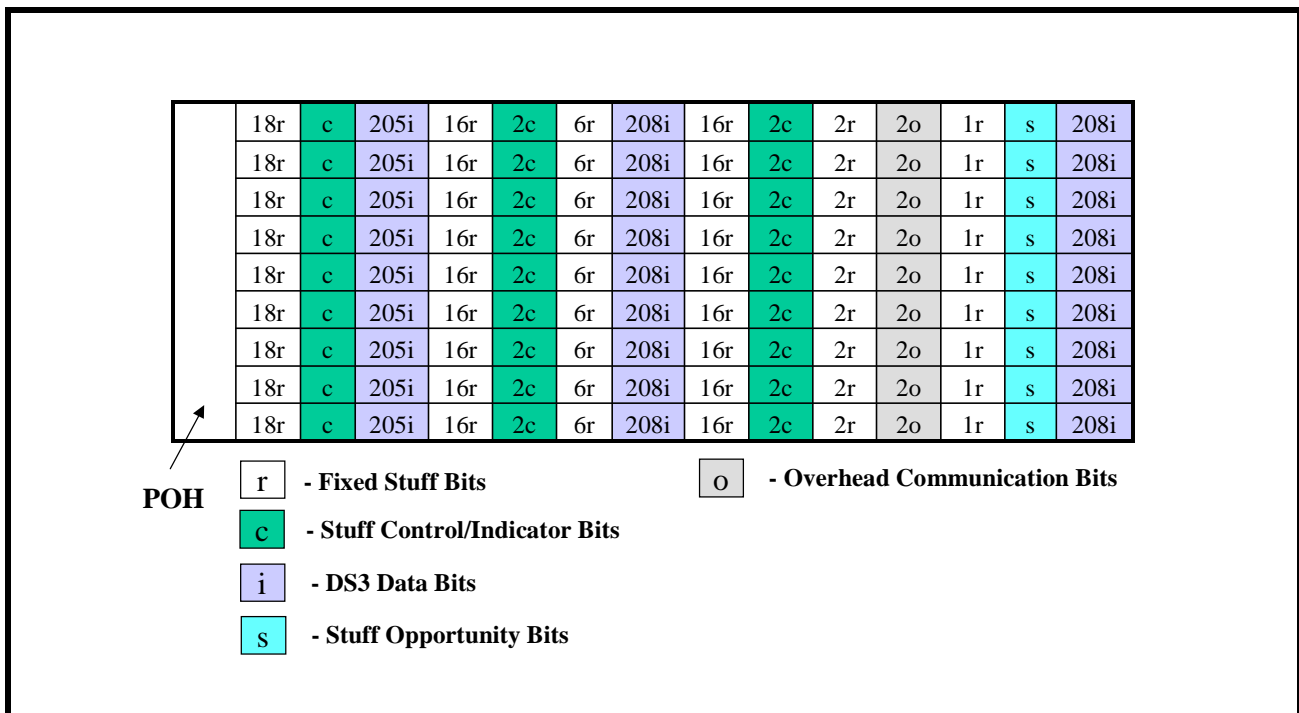 18r c 205i 16r 2c 6r 208i 16r 2c 2r 2o 1r s 208i
18r c 205i 16r 2c 6r 208i 16r 2c 2r 2o 1r s 208i
18r c 205i 16r 2c 6r 208i 16r 2c 2r 2o 1r s 208i
18r c 205i 16r 2c 6r 208i 16r 2c 2r 2o 1r s 208i
18r c 205i 16r 2c 6r 208i 16r 2c 2r 2o 1r s 208i
18r c 205i 16r 2c 6r 208i 16r 2c 2r 2o 1r s 208i
18r c 205i 16r 2c 6r 208i 16r 2c 2r 2o 1r s 208i
18r c 205i 16r 2c 6r 208i 16r 2c 2r 2o 1r s 208i
18r c 205i 16r 2c 6r 208i 16r 2c 2r 2o 1r s 208i
POH
r - Fixed Stuff Bits
o - Overhead Communication Bits
c - Stuff Control/Indicator Bits
i - DS3 Data Bits
s - Stuff Opportunity Bits